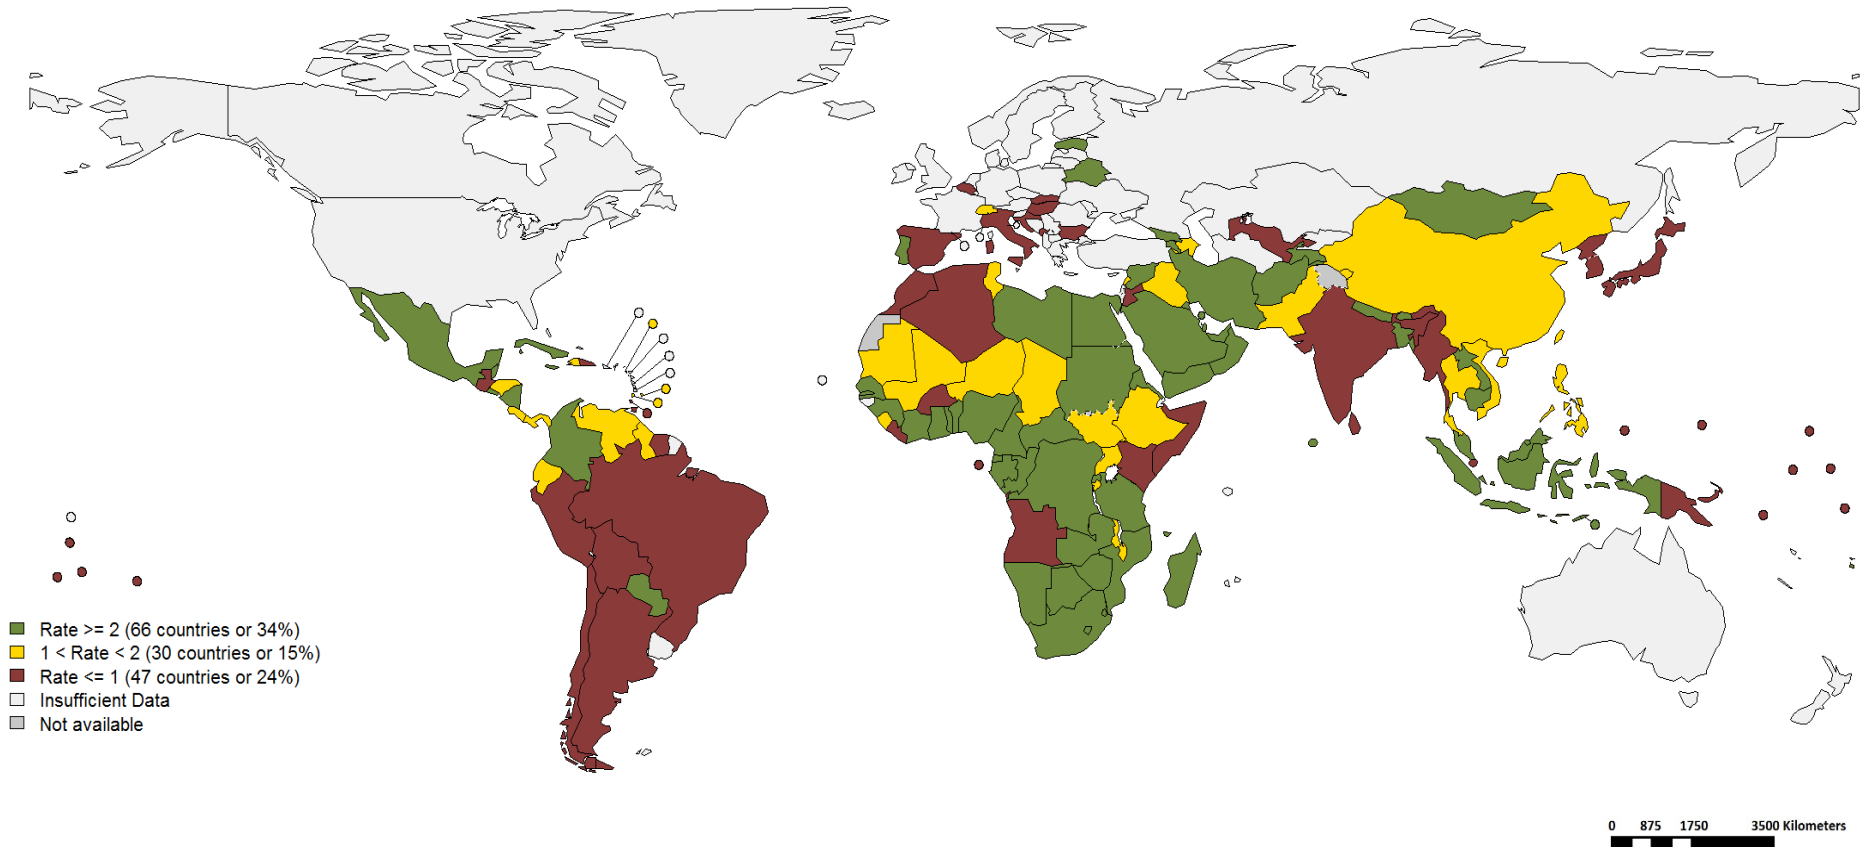 Rate >= 2 (66 countries or 34%)
1 < Rate < 2 (30 countries or 15%)
Rate <= 1 (47 countries or 24%)
Insufficient Data
Not available
0 875 1750 3500 Kilometers